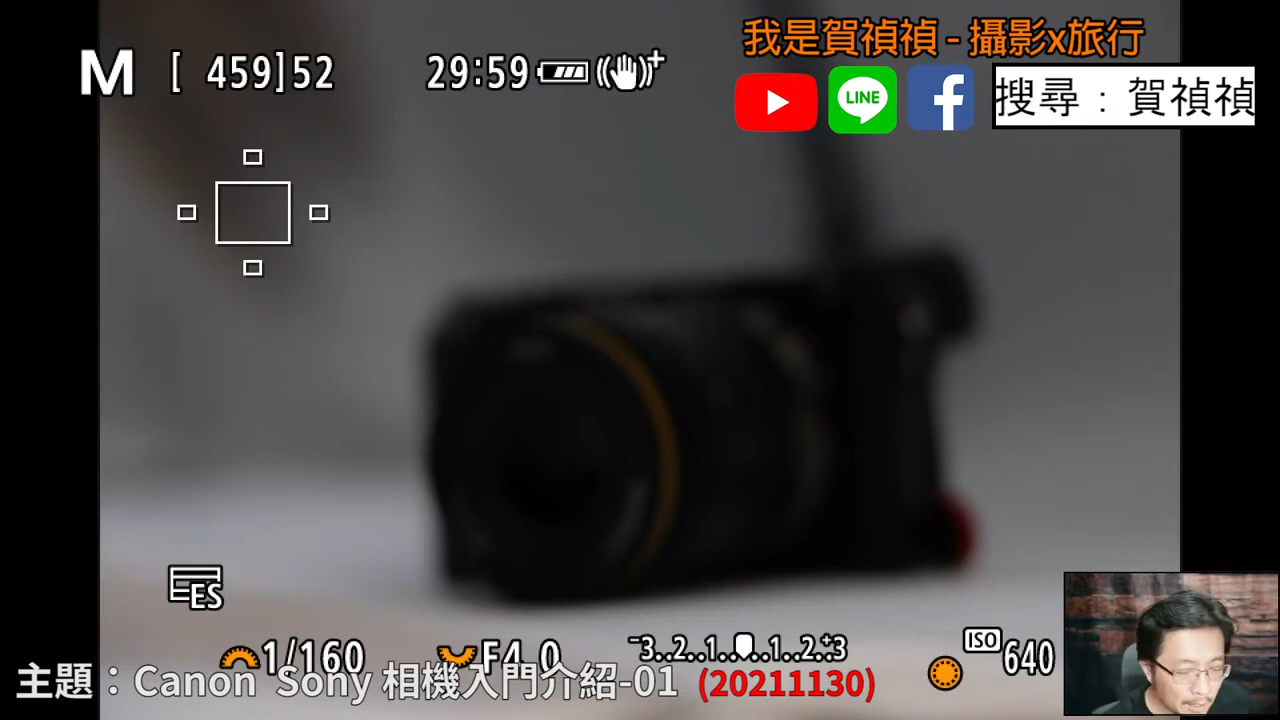 我是賀禎禎 - 攝影x旅行
M [ 459]52 29:59
LINE
搜尋：賀禎禎
ES
1/160 F4.0 -3..2..1..0..1..2..+3 ISO 640
主題：Canon Sony 相機入門介紹-01 (20211130)